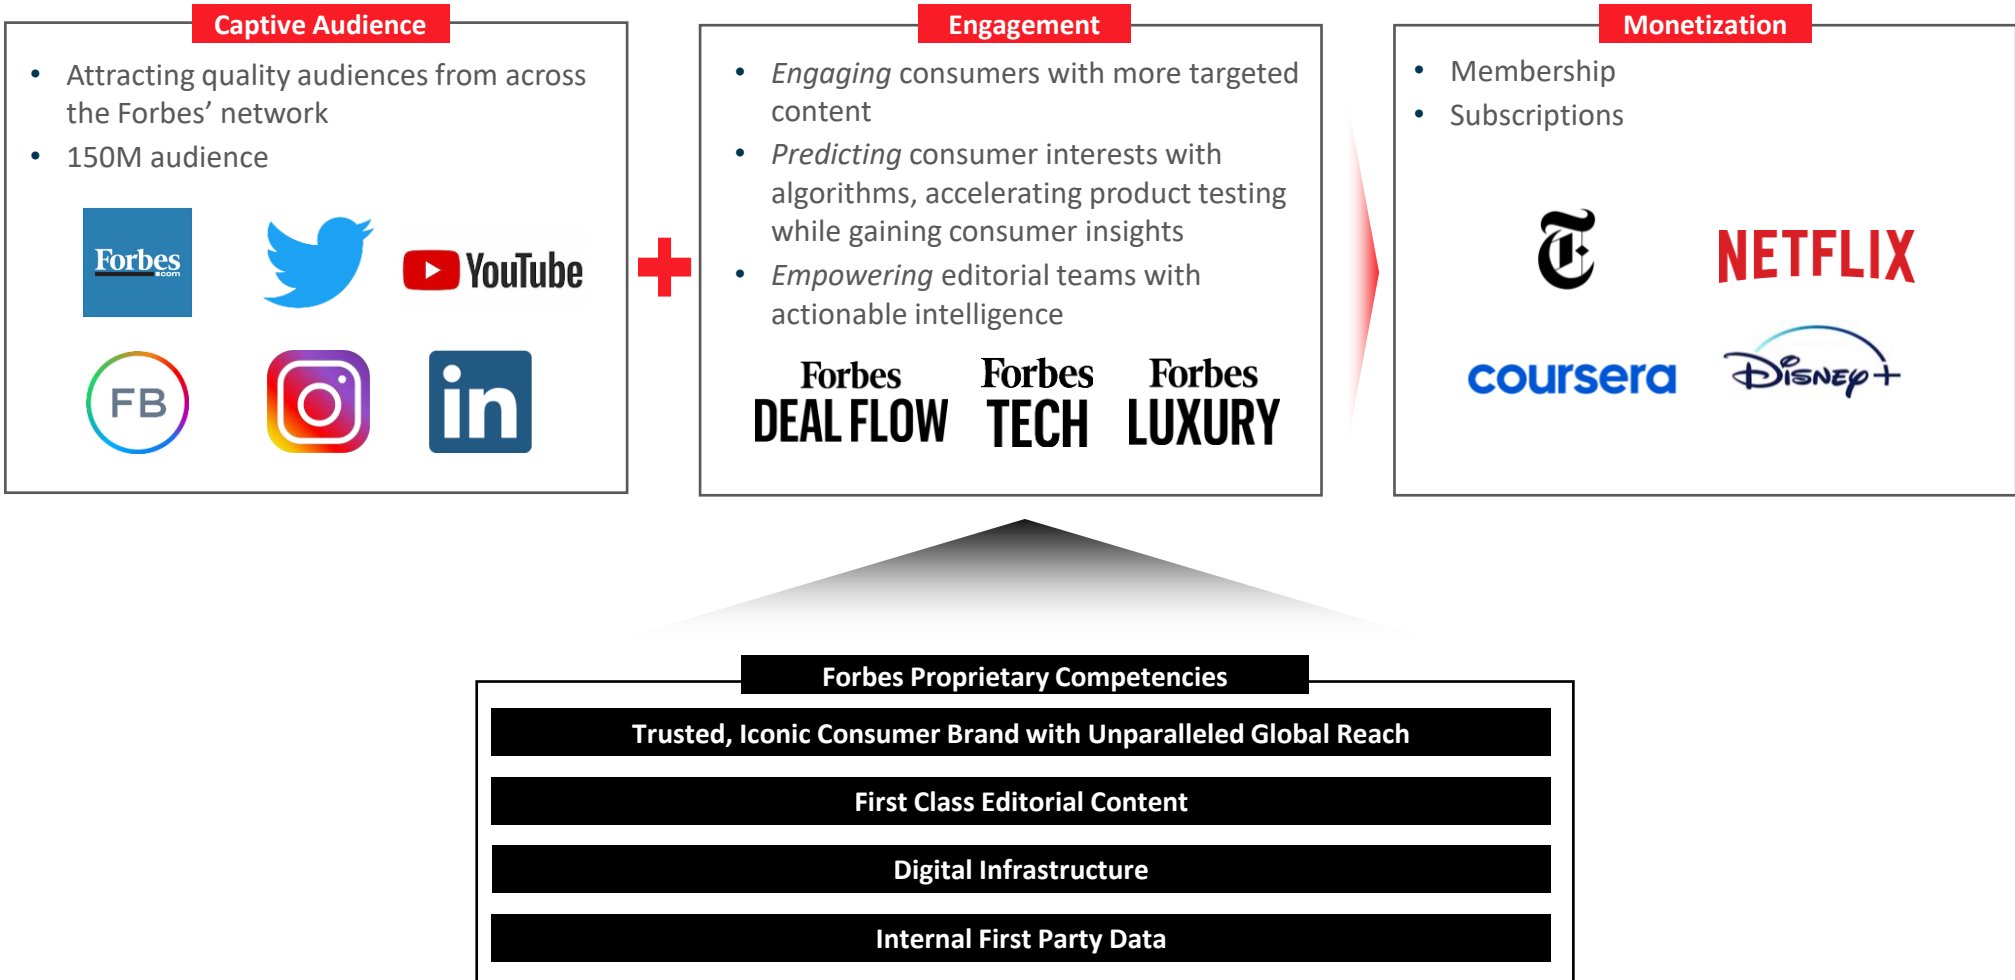 Captive Audience
• Attracting quality audiences from across
the Forbes’ network
• 150M audience
Forbes
.com
YouTube
FB
in
Engagement
• Engaging consumers with more targeted
content
• Predicting consumer interests with
algorithms, accelerating product testing
while gaining consumer insights
• Empowering editorial teams with
actionable intelligence
Forbes
DEAL FLOW
Forbes
TECH
Forbes
LUXURY
Monetization
• Membership
• Subscriptions
T
NETFLIX
coursera
Disney+
Forbes Proprietary Competencies
Trusted, Iconic Consumer Brand with Unparalleled Global Reach
First Class Editorial Content
Digital Infrastructure
Internal First Party Data